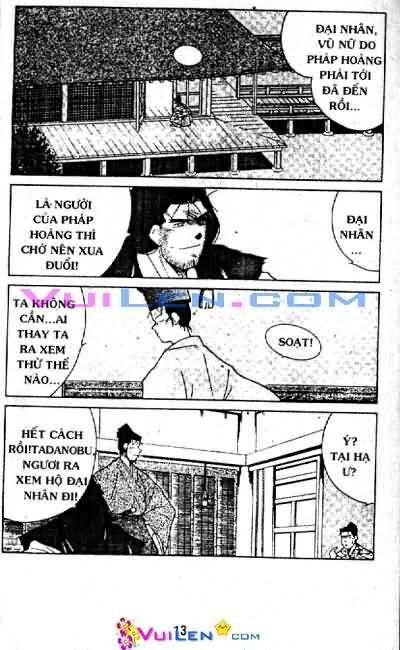 ĐẠI NHÂN,
VŨ NỮ DO
PHÁP HOÀNG
PHÁI TỚI
ĐÃ ĐẾN
RỒI...
ĐẠI
NHÂN
...
LÀ NGƯỜI
CỦA PHÁP
HOÀNG THÌ
CHỚ NÊN XUA
ĐUỔI!
VUILEN.COM
SOẠT!
TA KHÔNG
CẦN...AI
THAY TA
RA XEM
THỬ THẾ
NÀO...
HẾT CÁCH
RỒI!TADANOBU,
NGƯƠI RA
XEM HỘ ĐẠI
NHÂN ĐI!
Ý?
TẠI HẠ
Ư?
13
VUILEN.COM